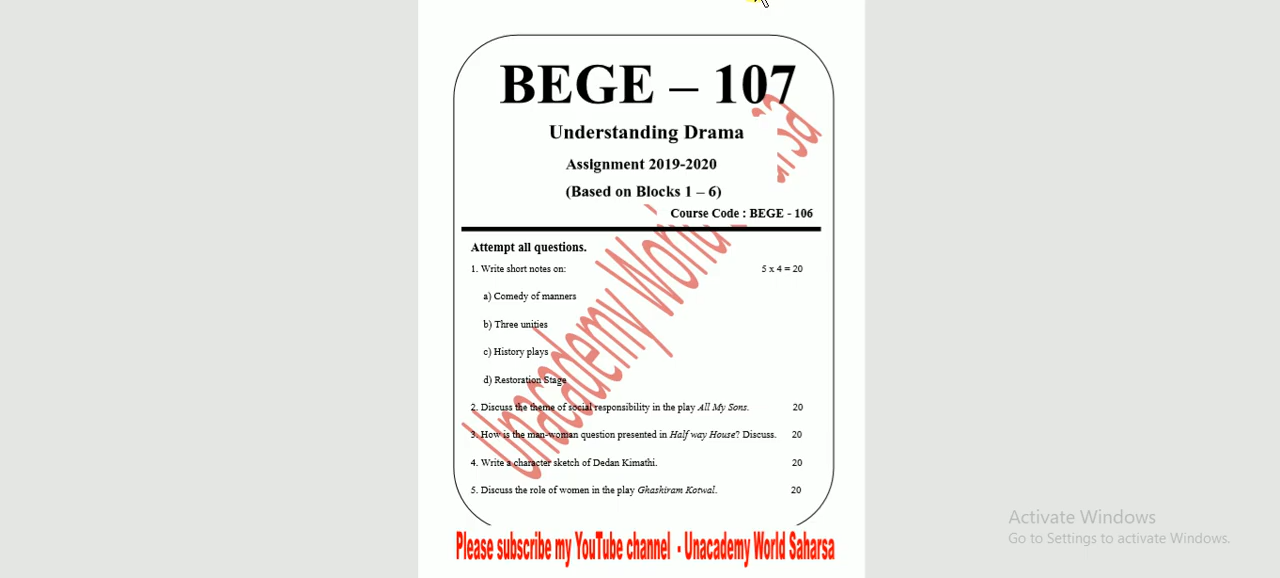 BEGE – 107
Understanding Drama
Assignment 2019-2020
(Based on Blocks 1 – 6)
Course Code : BEGE - 106
Attempt all questions.
1. Write short notes on: 5 x 4 = 20
a) Comedy of manners
b) Three unities
c) History plays
d) Restoration Stage
2. Discuss the theme of social responsibility in the play All My Sons. 20
3. How is the man-woman question presented in Half way House? Discuss. 20
4. Write a character sketch of Dedan Kimathi. 20
5. Discuss the role of women in the play Ghashiram Kotwal. 20
Unacademy World
Please subscribe my YouTube channel - Unacademy World Saharsa
Activate Windows
Go to Settings to activate Windows.